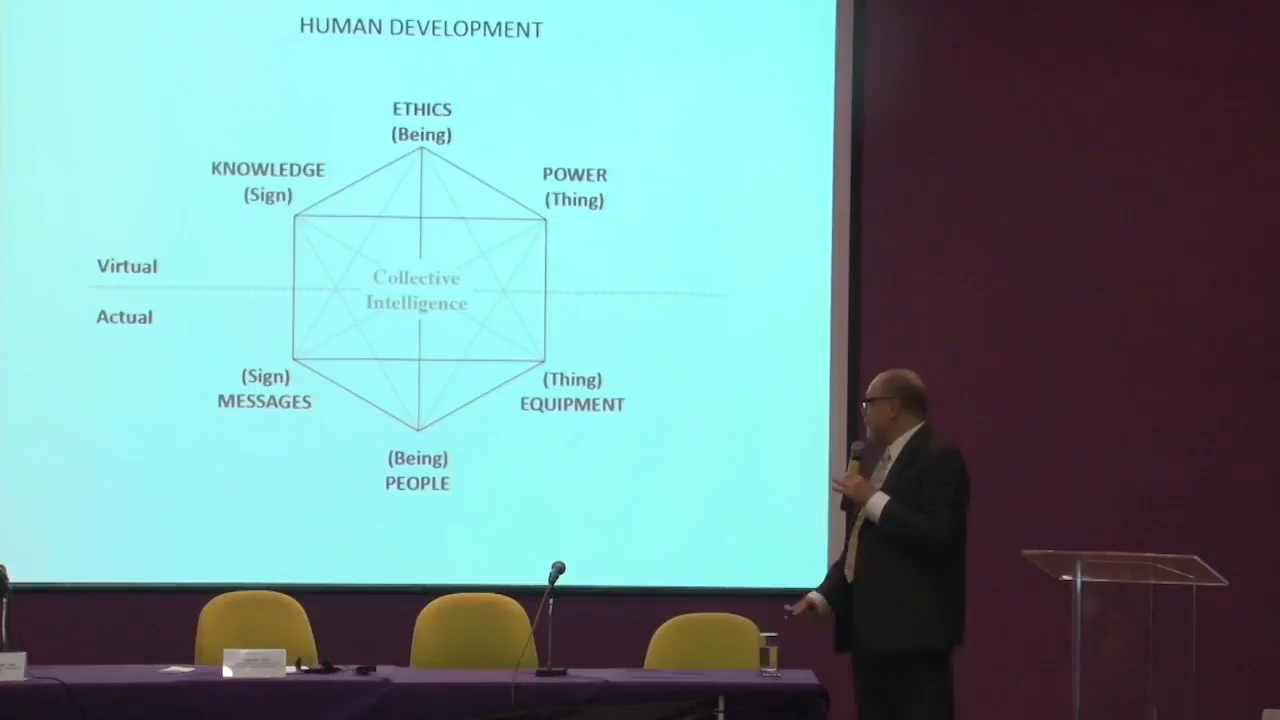 HUMAN DEVELOPMENT
ETHICS
(Being)
KNOWLEDGE
(Sign)
POWER
(Thing)
Virtual
Collective
Intelligence
Actual
(Sign)
MESSAGES
(Thing)
EQUIPMENT
(Being)
PEOPLE